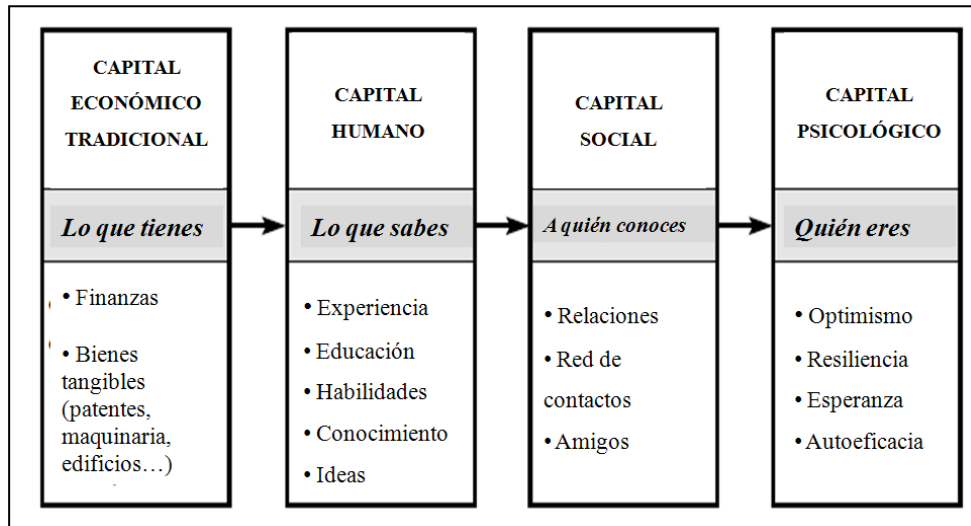 CAPITAL
ECONÓMICO
TRADICIONAL
Lo que tienes
• Finanzas
• Bienes
tangibles
(patentes,
maquinaria,
edificios…)
CAPITAL
HUMANO
Lo que sabes
• Experiencia
• Educación
• Habilidades
• Conocimiento
• Ideas
CAPITAL
SOCIAL
A quién conoces
• Relaciones
• Red de
contactos
• Amigos
CAPITAL
PSICOLÓGICO
Quién eres
• Optimismo
• Resiliencia
• Esperanza
• Autoeficacia